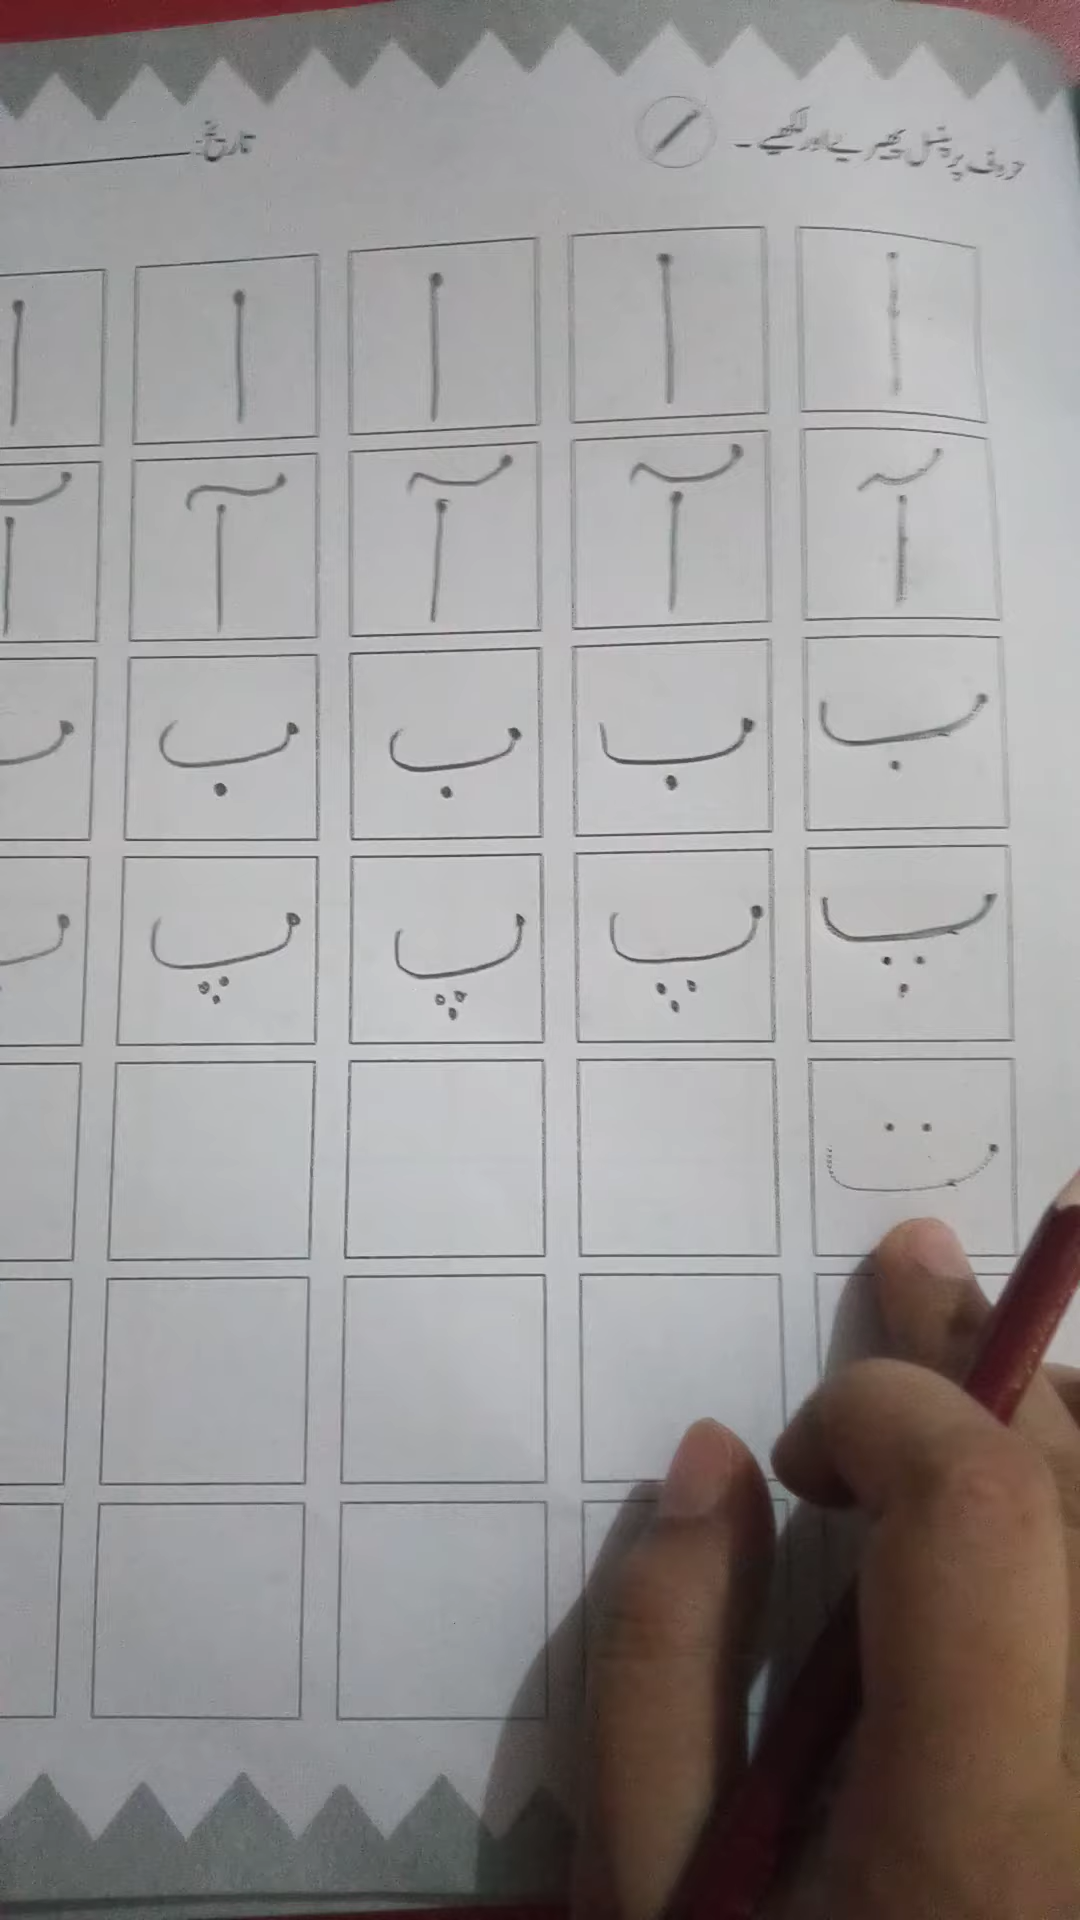 حروف پر پنسل پھیریے اور لکھیے ۔
تاریخ:
ا ا ا ا ا
آ آ آ آ آ
ب ب ب ب
پ پ پ پ
ت